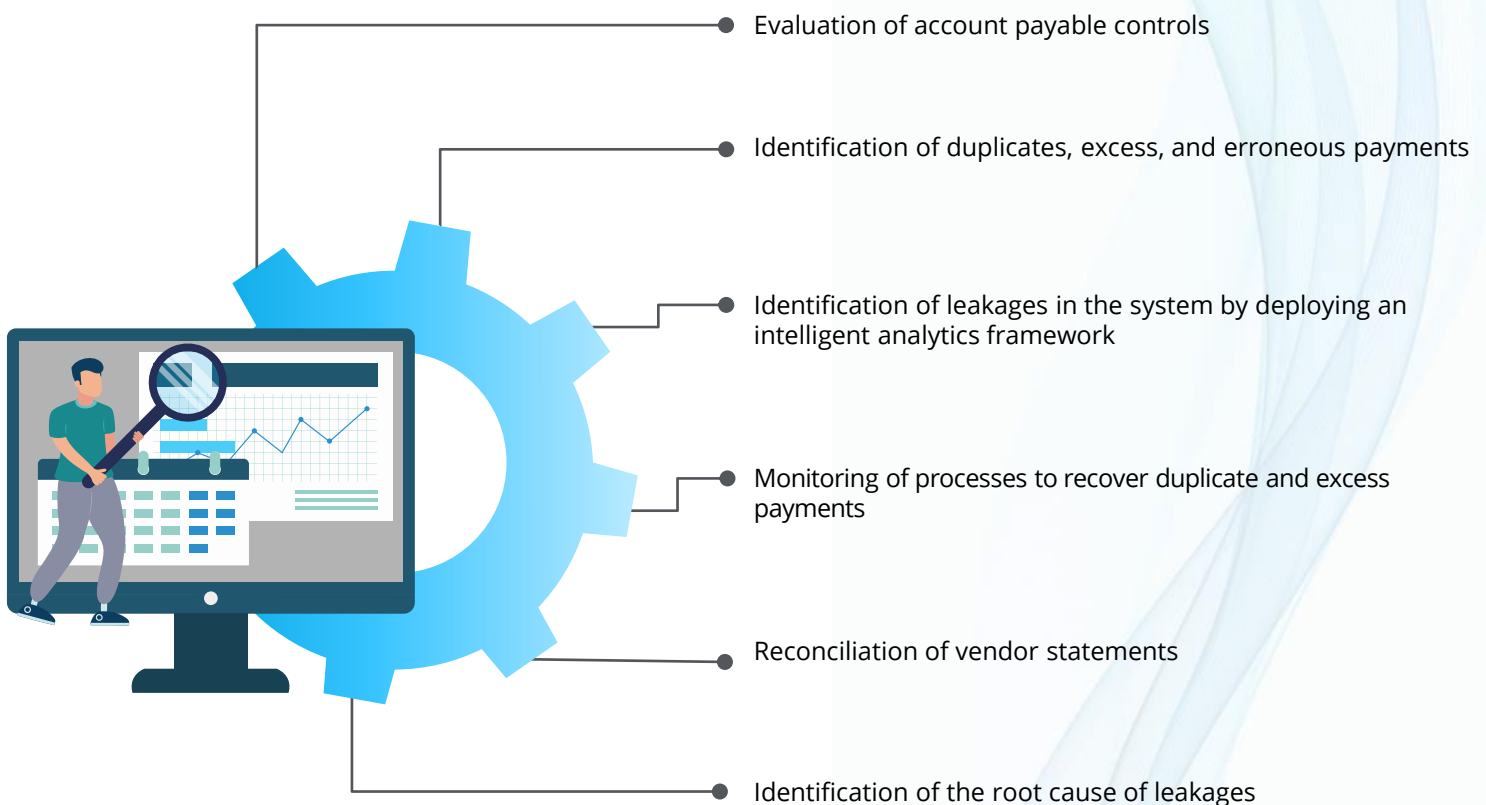 Evaluation of account payable controls
Identification of duplicates, excess, and erroneous payments
Identification of leakages in the system by deploying an
intelligent analytics framework
Monitoring of processes to recover duplicate and excess
payments
Reconciliation of vendor statements
Identification of the root cause of leakages